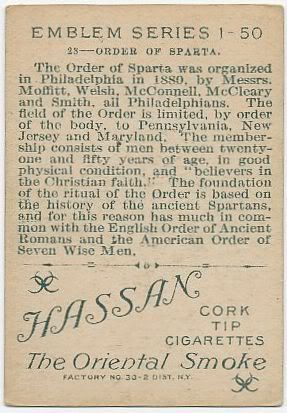 EMBLEM SERIES 1-50
28—ORDER OF SPARTA.
The Order of Sparta was organized
in Philadelphia in 1889, by Messrs.
Moffitt, Welsh, McConnell, McCleary
and Smith, all Philadelphians. The
field of the Order is limited, by order
of the body, to Pennsylvania, New
Jersey and Maryland. The member-
ship consists of men between twenty-
one and fifty years of age, in good
physical condition, and "believers in
the Christian faith." The foundation
of the ritual of the Order is based on
the history of the ancient Spartans,
and for this reason has much in com-
mon with the English Order of Ancient
Romans and the American Order of
Seven Wise Men.
HASSAN
CORK
TIP
CIGARETTES
The Oriental Smoke
FACTORY NO. 30-2 DIST. N.Y.